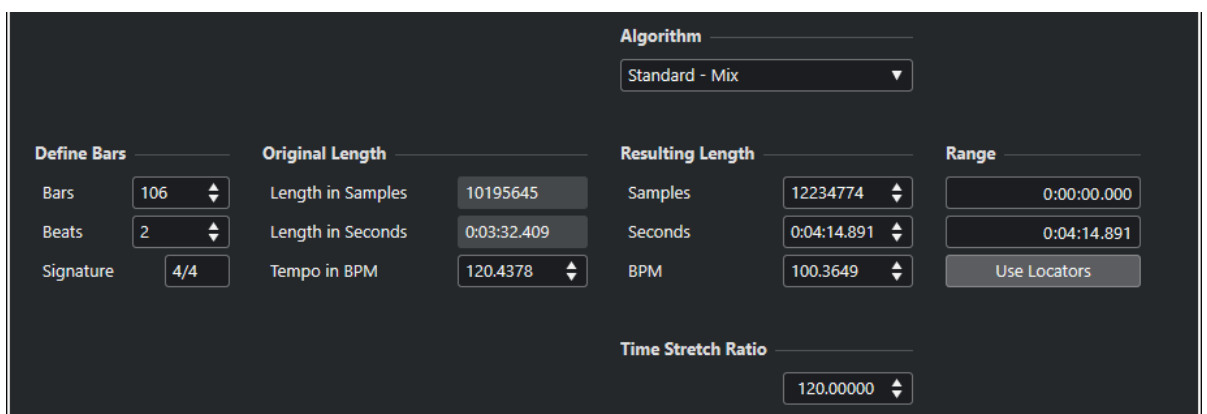 Algorithm
Standard - Mix
Define Bars
Original Length
Resulting Length
Range
Bars 106
Length in Samples 10195645
Samples 12234774
0:00:00.000
Beats 2
Length in Seconds 0:03:32.409
Seconds 0:04:14.891
0:04:14.891
Signature 4/4
Tempo in BPM 120.4378
BPM 100.3649
Use Locators
Time Stretch Ratio
120.00000